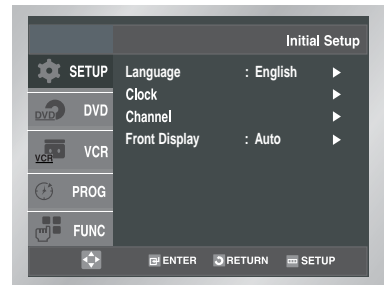 Initial Setup
SETUP
Language : English ►
Clock ►
Channel ►
Front Display : Auto ►
DVD DVD
VCR VCR
PROG
FUNC
ENTER RETURN SETUP